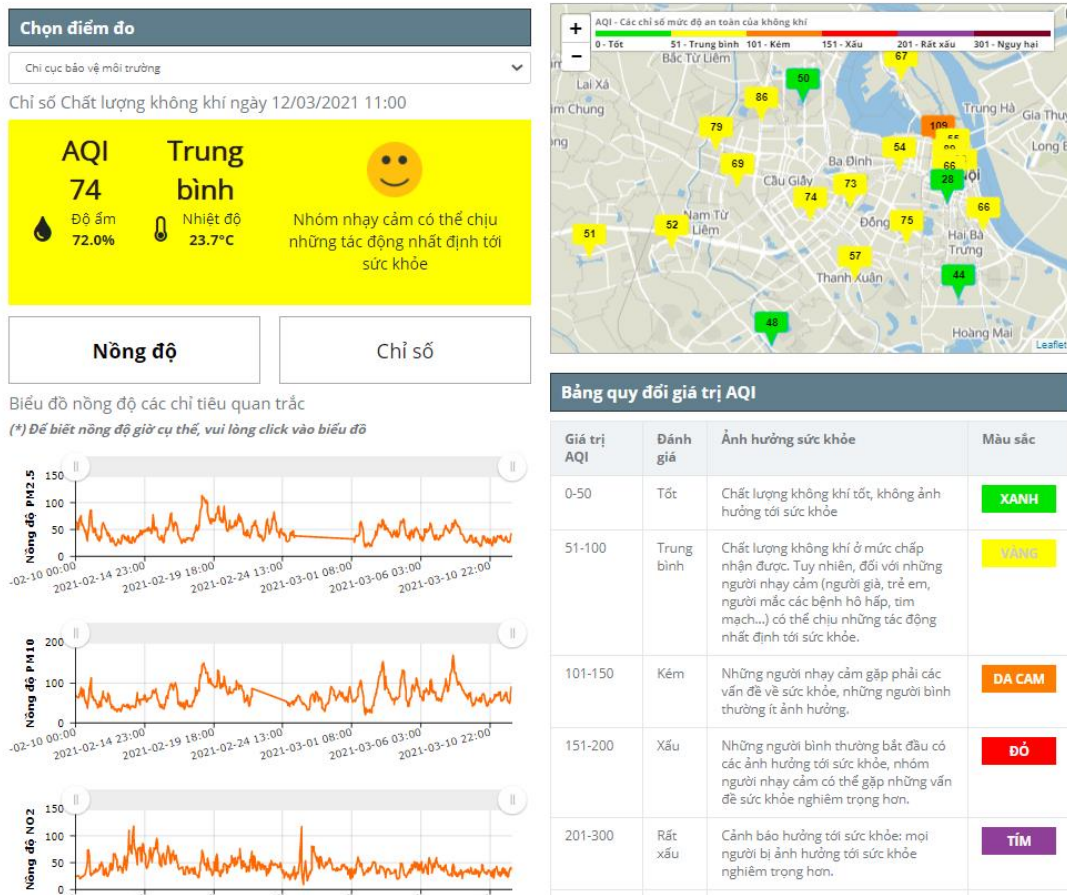 Chọn điểm đo
Chi cục bảo vệ môi trường
Chỉ số Chất lượng không khí ngày 12/03/2021 11:00
AQI
74
Trung
bình
Độ ẩm
72.0%
Nhiệt độ
23.7°C
Nhóm nhạy cảm có thể chịu
những tác động nhất định tới
sức khỏe
Nồng độ
Chỉ số
Biểu đồ nồng độ các chỉ tiêu quan trắc
(*) Để biết nồng độ giờ cụ thể, vui lòng click vào biểu đồ
Nồng độ PM2.5
150
100
50
0
-02-10 00:00
2021-02-14 23:00
2021-02-19 18:00
2021-02-24 13:00
2021-03-01 08:00
2021-03-06 03:00
2021-03-10 22:00
Nồng độ PM10
200
100
0
-02-10 00:00
2021-02-14 23:00
2021-02-19 18:00
2021-02-24 13:00
2021-03-01 08:00
2021-03-06 03:00
2021-03-10 22:00
Nồng độ NO2
150
100
50
0
+
−
AQI - Các chỉ số mức độ an toàn của không khí
0 - Tốt
51 - Trung bình
101 - Kém
151 - Xấu
201 - Rất xấu
301 - Nguy hại
Bắc Từ Liêm
67
Lai Xá
50
86
Trung Hà
Gia Thuỵ
79
109
54
Ba Đình
69
66
Cầu Giấy
73
28
74
66
Nam Từ
Liêm
52
Đống
75
51
Hai Bà
Trưng
57
Thanh Xuân
44
48
Hoàng Mai
Leaflet
Bảng quy đổi giá trị AQI
Giá trị
AQI
Đánh
giá
Ảnh hưởng sức khỏe
Màu sắc
0-50
Tốt
Chất lượng không khí tốt, không ảnh
hưởng tới sức khỏe
XANH
51-100
Trung
bình
Chất lượng không khí ở mức chấp
nhận được. Tuy nhiên, đối với những
người nhạy cảm (người già, trẻ em,
người mắc các bệnh hô hấp, tim
mạch...) có thể chịu những tác động
nhất định tới sức khỏe.
VÀNG
101-150
Kém
Những người nhạy cảm gặp phải các
vấn đề về sức khỏe, những người bình
thường ít ảnh hưởng.
DA CAM
151-200
Xấu
Những người bình thường bắt đầu có
các ảnh hưởng tới sức khỏe, nhóm
người nhạy cảm có thể gặp những vấn
đề sức khỏe nghiêm trọng hơn.
ĐỎ
201-300
Rất
xấu
Cảnh báo hưởng tới sức khỏe: mọi
người bị ảnh hưởng tới sức khỏe
nghiêm trọng hơn.
TÍM